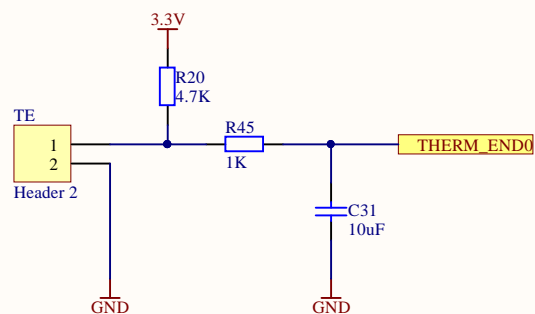 3.3V
R20
4.7K
TE
1
2
Header 2
R45
1K
THERM_END0
C31
10uF
GND
GND